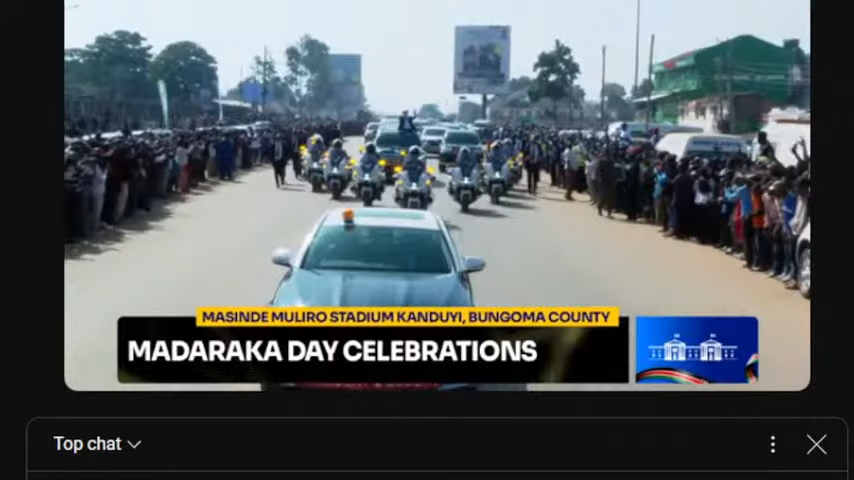 MASINDE MULIRO STADIUM KANDUYI, BUNGOMA COUNTY
MADARAKA DAY CELEBRATIONS
Top chat